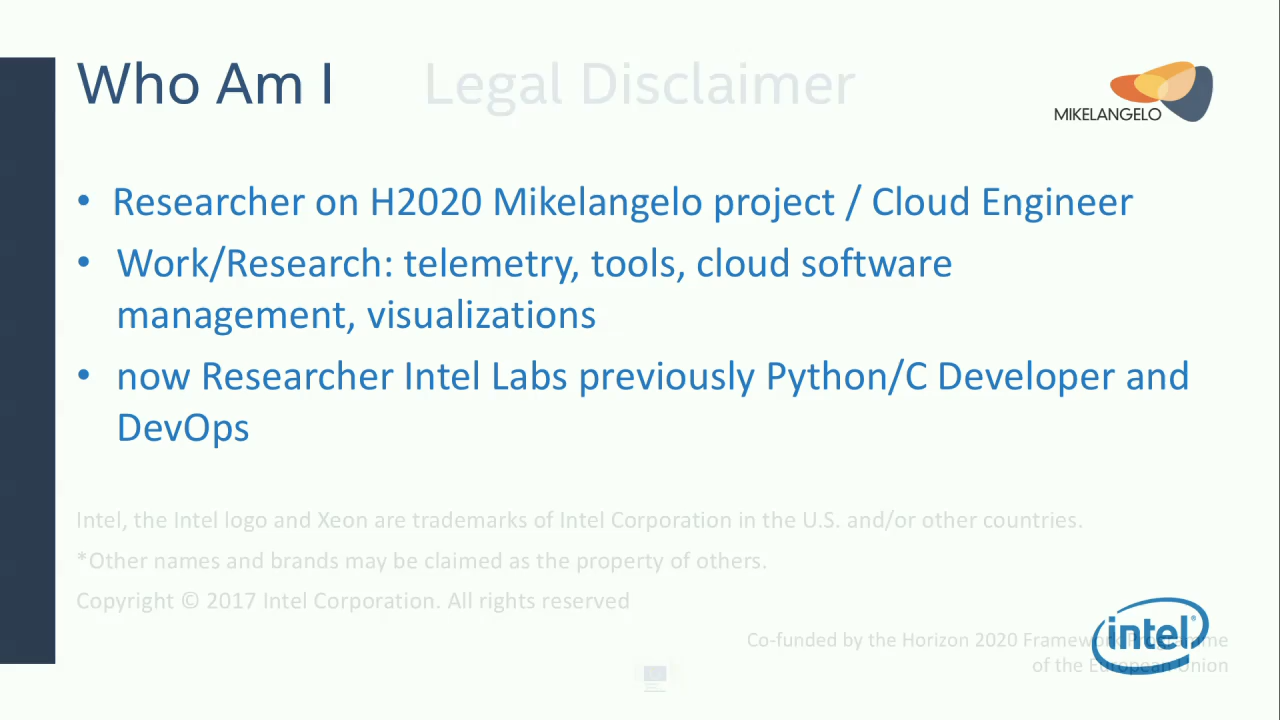 Who Am I Legal Disclaimer
MIKELANGELO
• Researcher on H2020 Mikelangelo project / Cloud Engineer
• Work/Research: telemetry, tools, cloud software
management, visualizations
• now Researcher Intel Labs previously Python/C Developer and
DevOps
Intel, the Intel logo and Xeon are trademarks of Intel Corporation in the U.S. and/or other countries.
*Other names and brands may be claimed as the property of others.
Copyright © 2017 Intel Corporation. All rights reserved
Co-funded by the Horizon 2020 Framework Programme
of the European Union
intel®